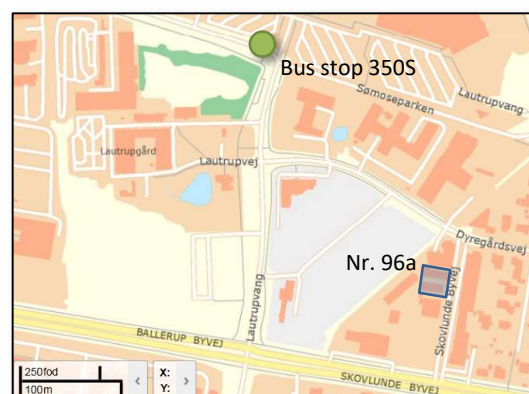 Bus stop 350S
Lautrupvang
Sømoseparken
Lautrupgård
Lautrupvej
Dyregårdsvej
Nr. 96a
Lautrupvang
Skovlunde Byvej
BALLERUP BYVEJ
SKOVLUNDE BYVEJ
250fod
100m
X:
Y: